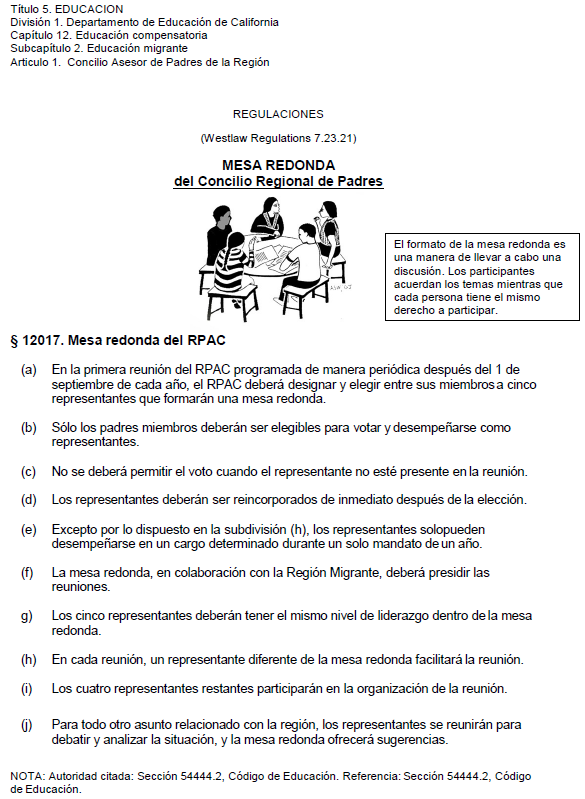 Título 5. EDUCACION
División 1. Departamento de Educación de California
Capítulo 12. Educación compensatoria
Subcapítulo 2. Educación migrante
Articulo 1.  Concilio Asesor de Padres de la Región
REGULACIONES
(Westlaw Regulations 7.23.21)
MESA REDONDA
del Concilio Regional de Padres
El formato de la mesa redonda es
una manera de llevar a cabo una
discusión. Los participantes
acuerdan los temas mientras que
cada persona tiene el mismo
derecho a participar.
§ 12017. Mesa redonda del RPAC
(a) En la primera reunión del RPAC programada de manera periódica después del 1 de
septiembre de cada año, el RPAC deberá designar y elegir entre sus miembros a cinco
representantes que formarán una mesa redonda.
(b) Sólo los padres miembros deberán ser elegibles para votar y desempeñarse como
representantes.
(c) No se deberá permitir el voto cuando el representante no esté presente en la reunión.
(d) Los representantes deberán ser reincorporados de inmediato después de la elección.
(e) Excepto por lo dispuesto en la subdivisión (h), los representantes solopueden
desempeñarse en un cargo determinado durante un solo mandato de un año.
(f) La mesa redonda, en colaboración con la Región Migrante, deberá presidir las
reuniones.
g) Los cinco representantes deberán tener el mismo nivel de liderazgo dentro de la mesa
redonda.
(h) En cada reunión, un representante diferente de la mesa redonda facilitará la reunión.
(i) Los cuatro representantes restantes participarán en la organización de la reunión.
(j) Para todo otro asunto relacionado con la región, los representantes se reunirán para
debatir y analizar la situación, y la mesa redonda ofrecerá sugerencias.
NOTA: Autoridad citada: Sección 54444.2, Código de Educación. Referencia: Sección 54444.2, Código
de Educación.